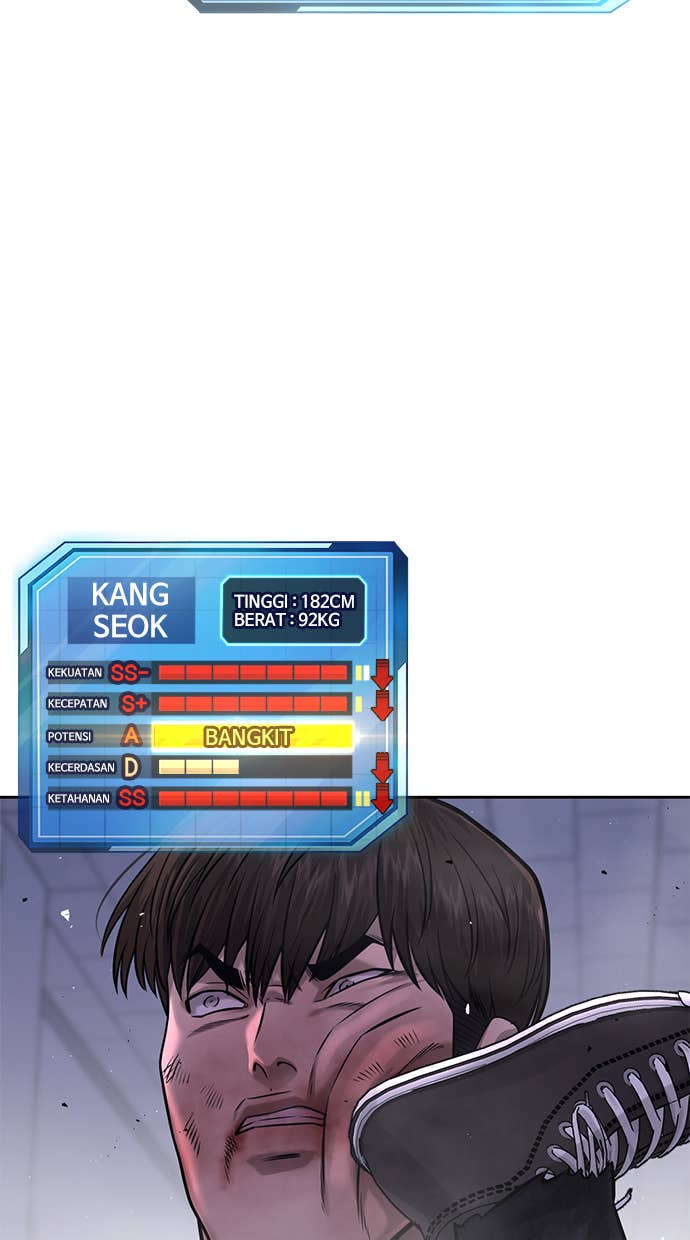 KANG
SEOK
TINGGI : 182CM
BERAT : 92KG
KEKUATAN SS-
KECEPATAN S+
POTENSI A BANGKIT
KECERDASAN D
KETAHANAN SS